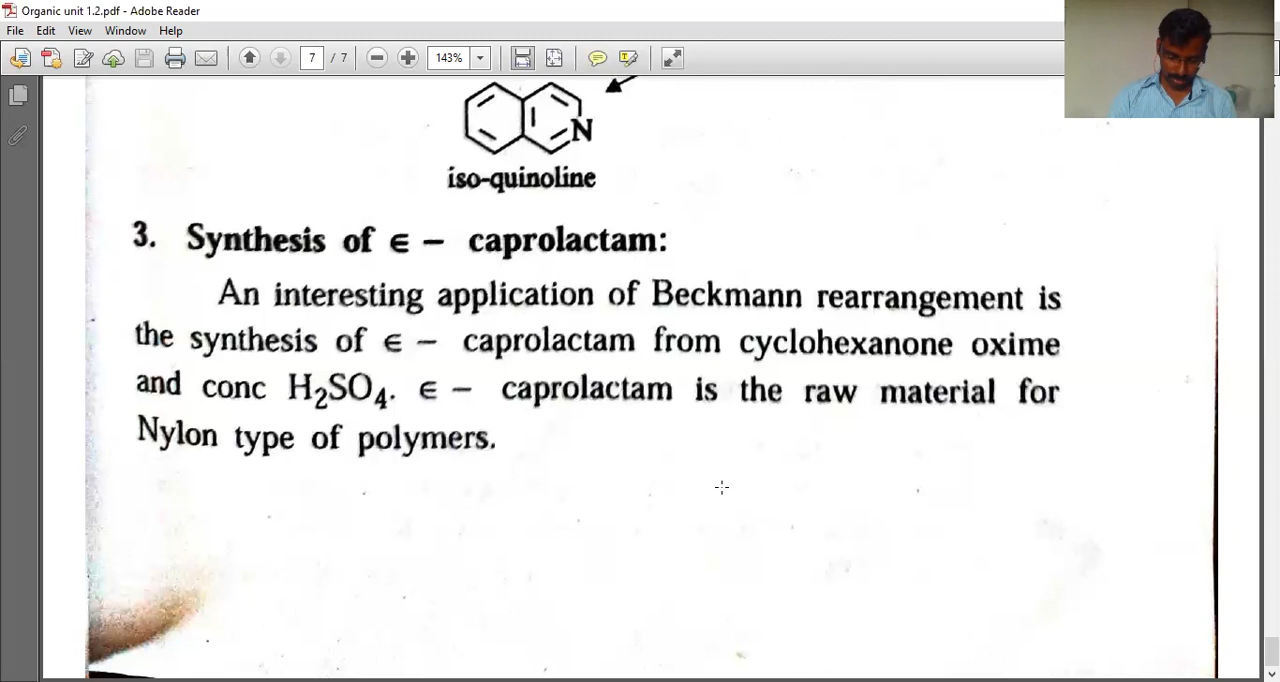 Organic unit 1.2.pdf - Adobe Reader
File Edit View Window Help
7 / 7 143%
N
iso-quinoline
3. Synthesis of ϵ – caprolactam:
An interesting application of Beckmann rearrangement is
the synthesis of ϵ – caprolactam from cyclohexanone oxime
and conc H₂SO₄. ϵ – caprolactam is the raw material for
Nylon type of polymers.